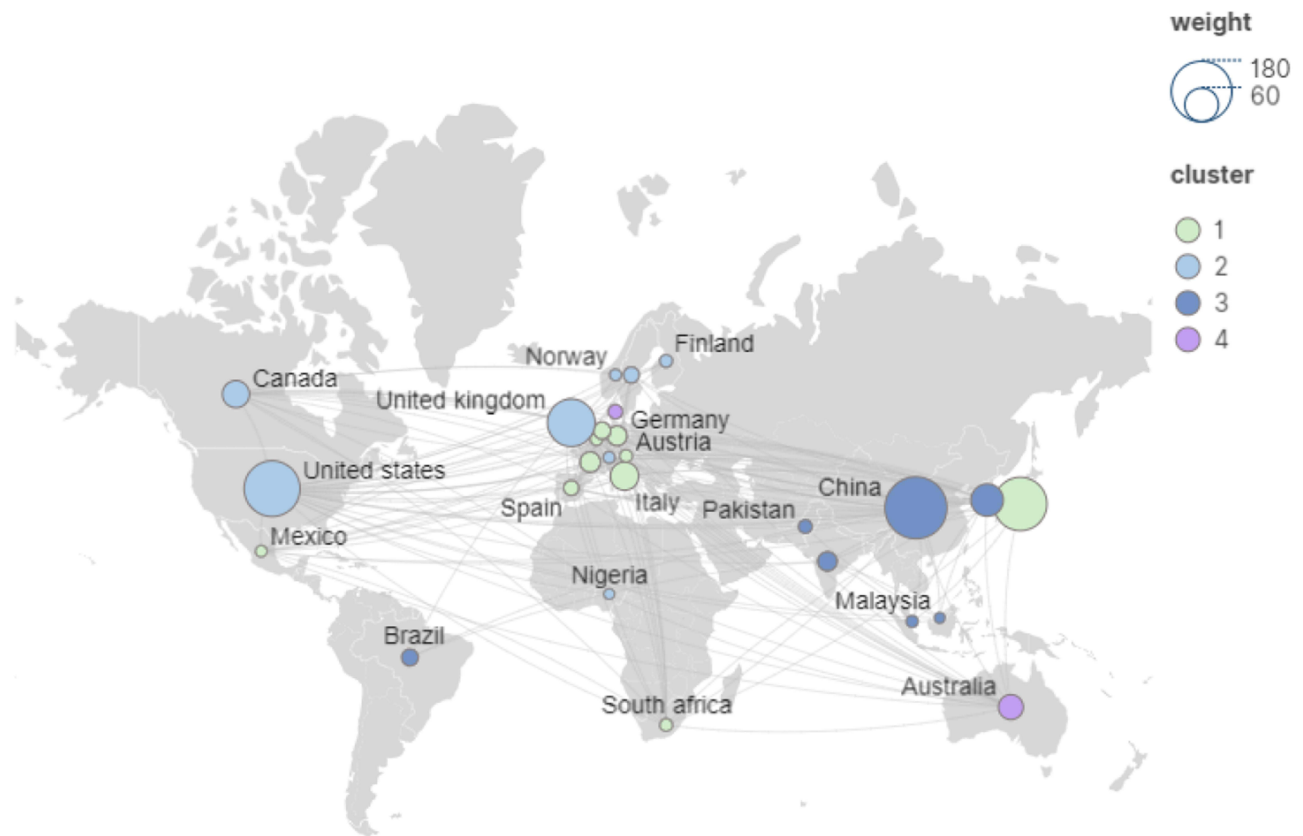 weight
180
60
cluster
1
2
3
4
Finland
Norway
Canada
United kingdom
Germany
Austria
United states
China
Spain
Italy
Pakistan
Mexico
Nigeria
Malaysia
Brazil
Australia
South africa